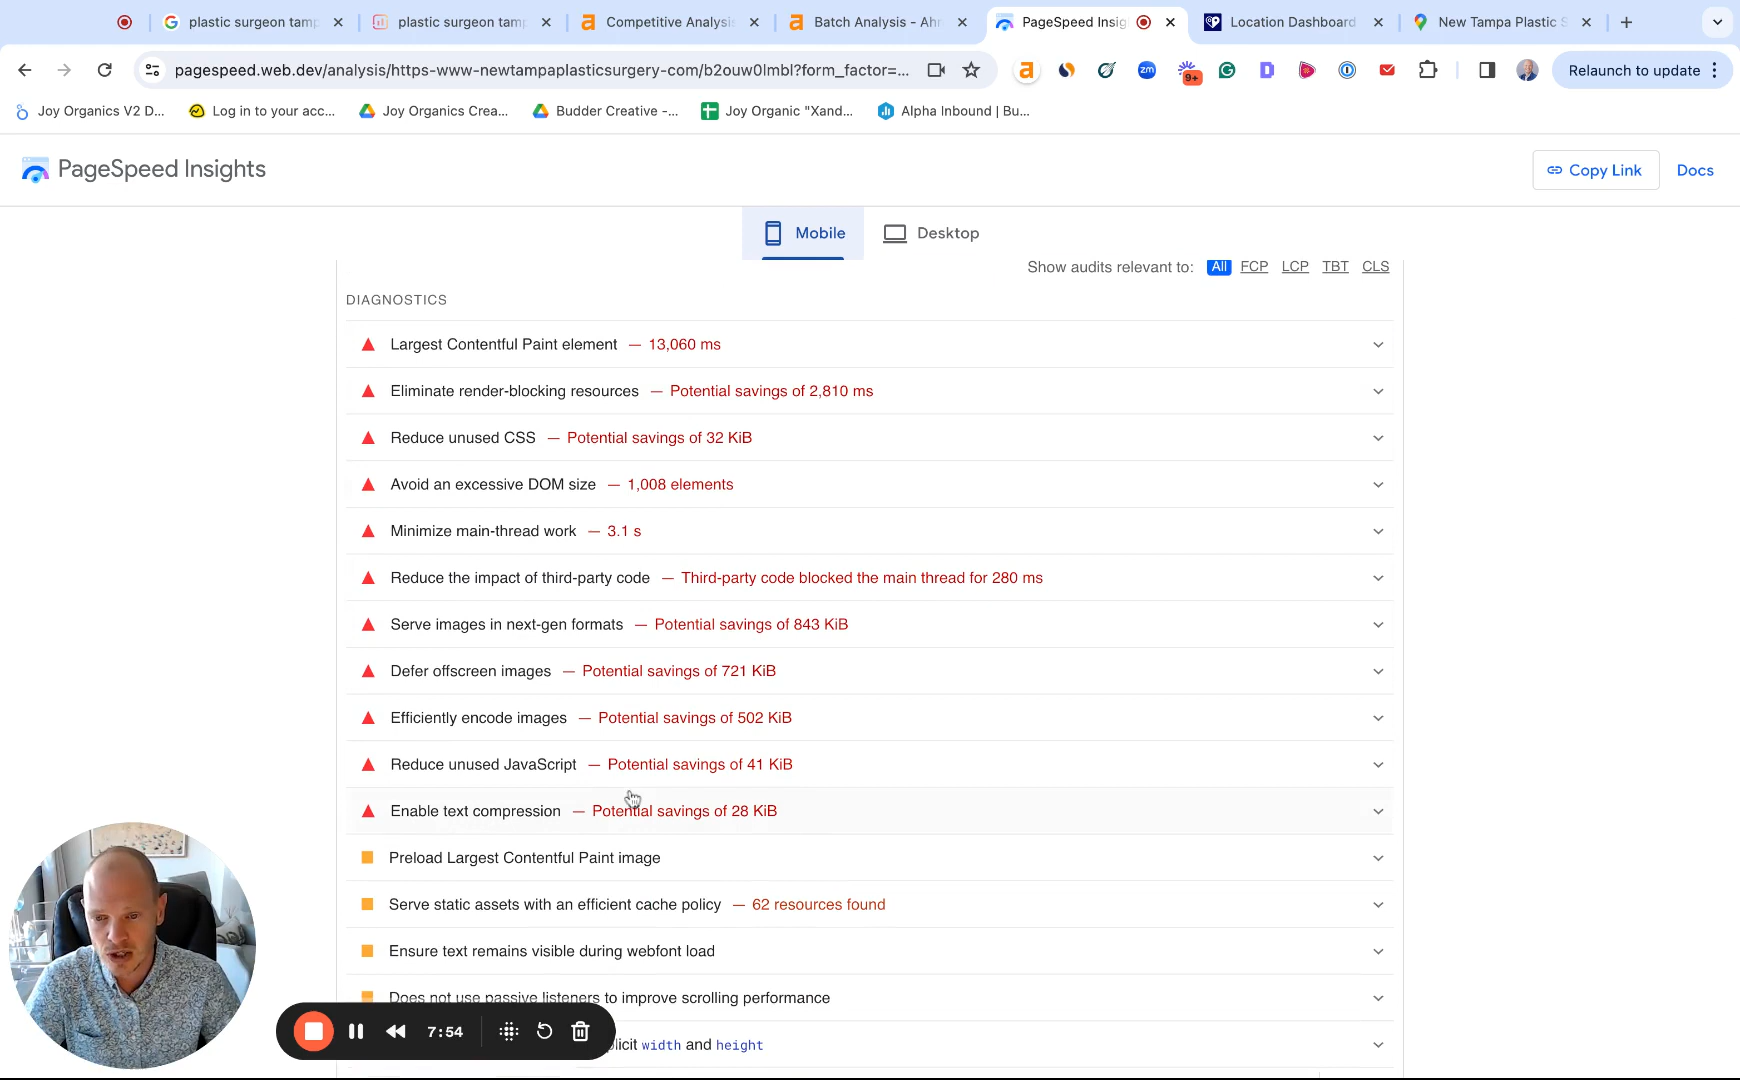 plastic surgeon tamp
plastic surgeon tam
Competitive Analysis
Batch Analysis - Ah
PageSpeed Insig
Location Dashboard
New Tampa Plastic S
pagespeed.web.dev/analysis/https-www-newtampaplasticsurgery-com/b2ouw0lmbl?form_factor=...
zm
9+
Relaunch to update
Joy Organics V2 D...
Log in to your acc...
Joy Organics Crea...
Budder Creative -...
Joy Organic "Xand...
Alpha Inbound | Bu...
PageSpeed Insights
Copy Link
Docs
Mobile
Desktop
Show audits relevant to: All FCP LCP TBT CLS
DIAGNOSTICS
Largest Contentful Paint element — 13,060 ms
Eliminate render-blocking resources — Potential savings of 2,810 ms
Reduce unused CSS — Potential savings of 32 KiB
Avoid an excessive DOM size — 1,008 elements
Minimize main-thread work — 3.1 s
Reduce the impact of third-party code — Third-party code blocked the main thread for 280 ms
Serve images in next-gen formats — Potential savings of 843 KiB
Defer offscreen images — Potential savings of 721 KiB
Efficiently encode images — Potential savings of 502 KiB
Reduce unused JavaScript — Potential savings of 41 KiB
Enable text compression — Potential savings of 28 KiB
Preload Largest Contentful Paint image
Serve static assets with an efficient cache policy — 62 resources found
Ensure text remains visible during webfont load
Does not use passive listeners to improve scrolling performance
7:54
plicit width and height